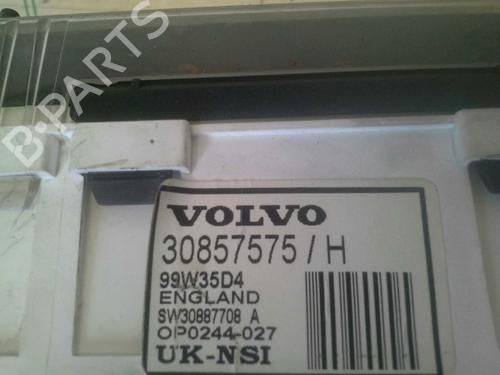 B-PARTS
VOLVO
30857575/H
99W35D4
ENGLAND
SW30887708 A
OP0244-027
UK-NSI